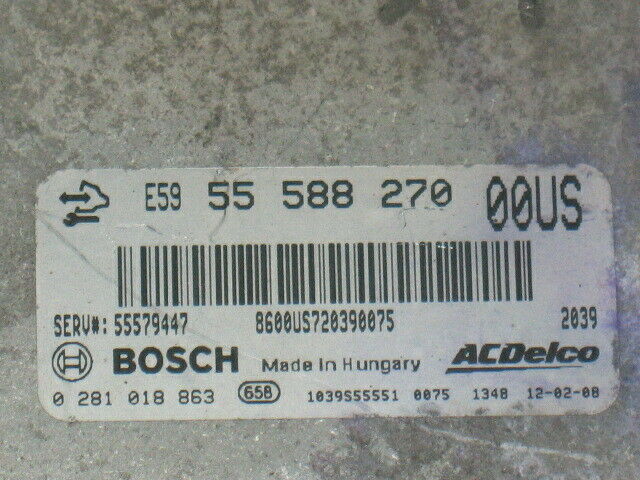 E59 55 588 270 00US
SERV#: 55579447 8600US720390075 2039
BOSCH Made in Hungary ACDelco
0 281 018 863 658 1039S55551 0075 1348 12-02-08